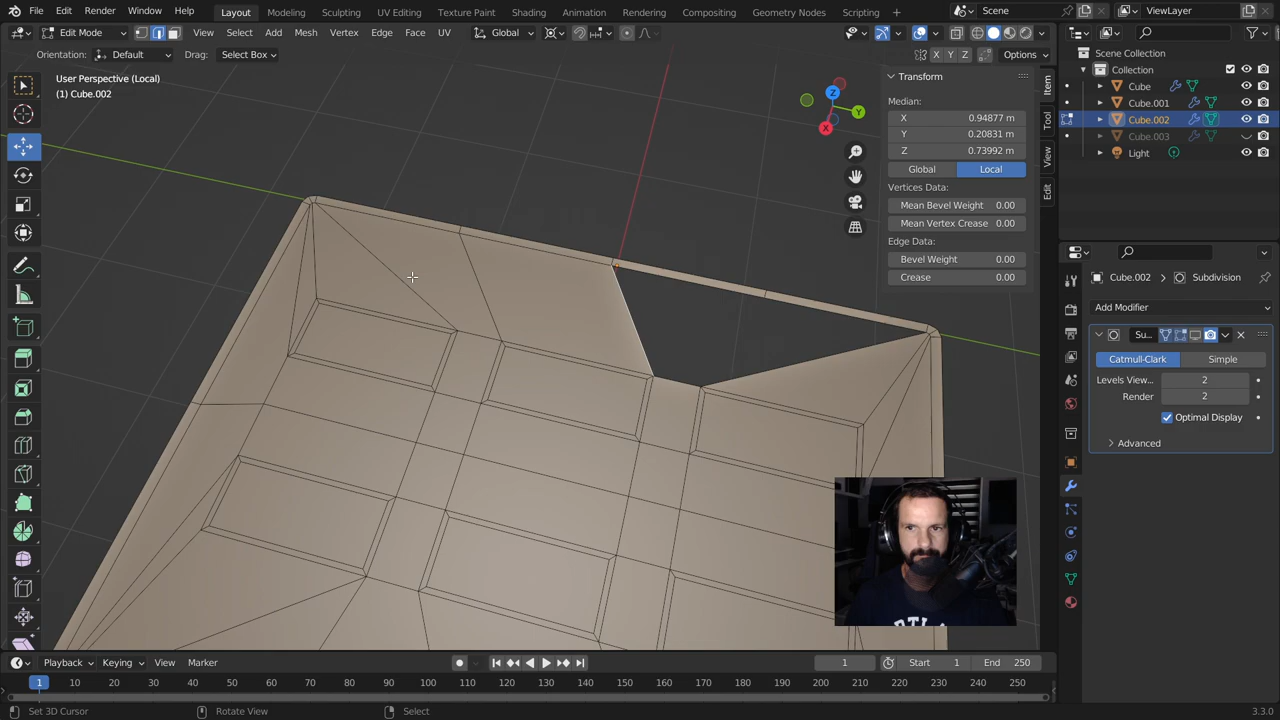 File Edit Render Window Help Layout Modeling Sculpting UV Editing Texture Paint Shading Animation Rendering Compositing Geometry Nodes Scripting Scene ViewLayer
Edit Mode View Select Add Mesh Vertex Edge Face UV Global
Orientation: Default Drag: Select Box X Y Z Options
User Perspective (Local)
(1) Cube.002
Z
Y
X
Transform
Median:
X 0.94877 m
Y 0.20831 m
Z 0.73992 m
Global Local
Vertices Data:
Mean Bevel Weight 0.00
Mean Vertex Crease 0.00
Edge Data:
Bevel Weight 0.00
Crease 0.00
Item
Tool
View
Edit
Scene Collection
Collection
Cube
Cube.001
Cube.002
Cube.003
Light
Cube.002 Subdivision
Add Modifier
Su...
Catmull-Clark Simple
Levels View... 2
Render 2
Optimal Display
Advanced
Playback Keying View Marker 1 Start 1 End 250
1 10 20 30 40 50 60 70 80 90 100 110 120 130 140 150 160 170 180 190 200 210 220 230 240 250
Set 3D Cursor Rotate View Select 3.3.0